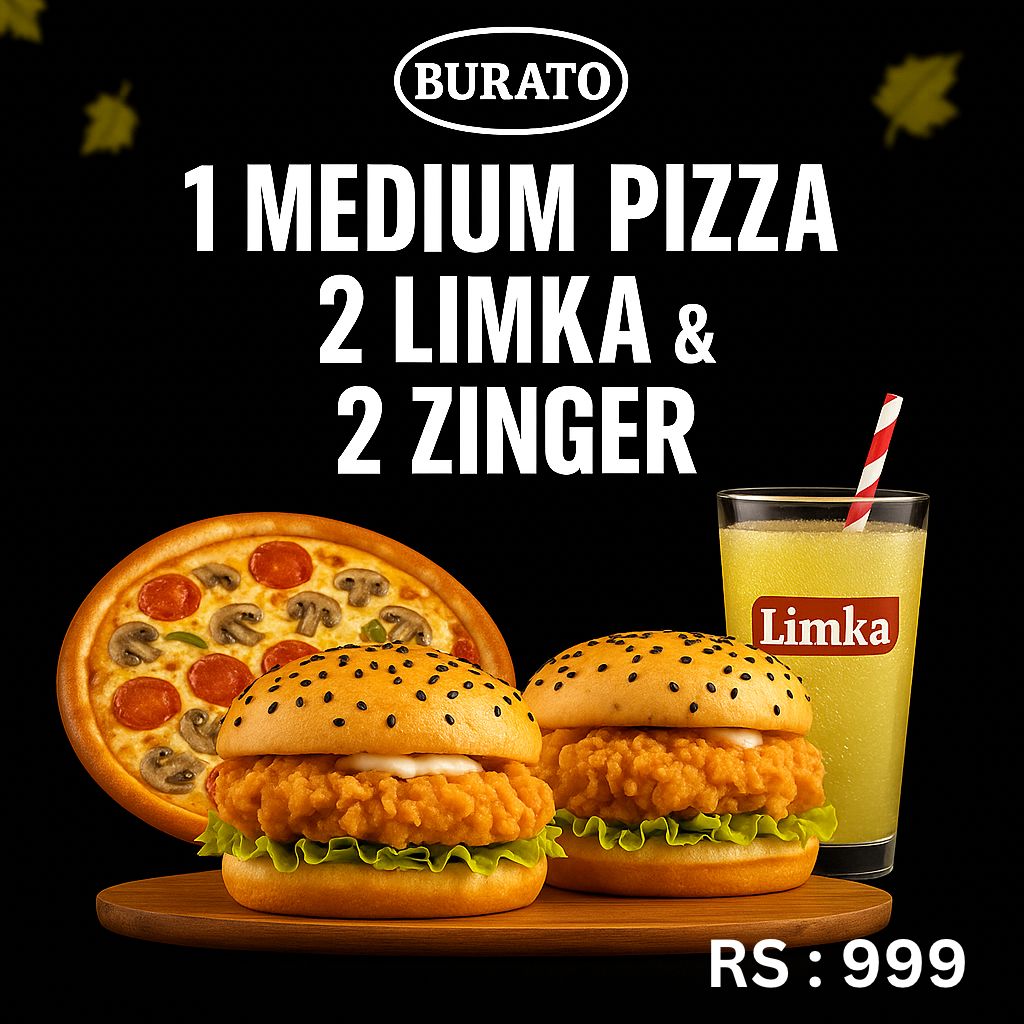 BURATO
1 MEDIUM PIZZA
2 LIMKA &
2 ZINGER
Limka
RS : 999